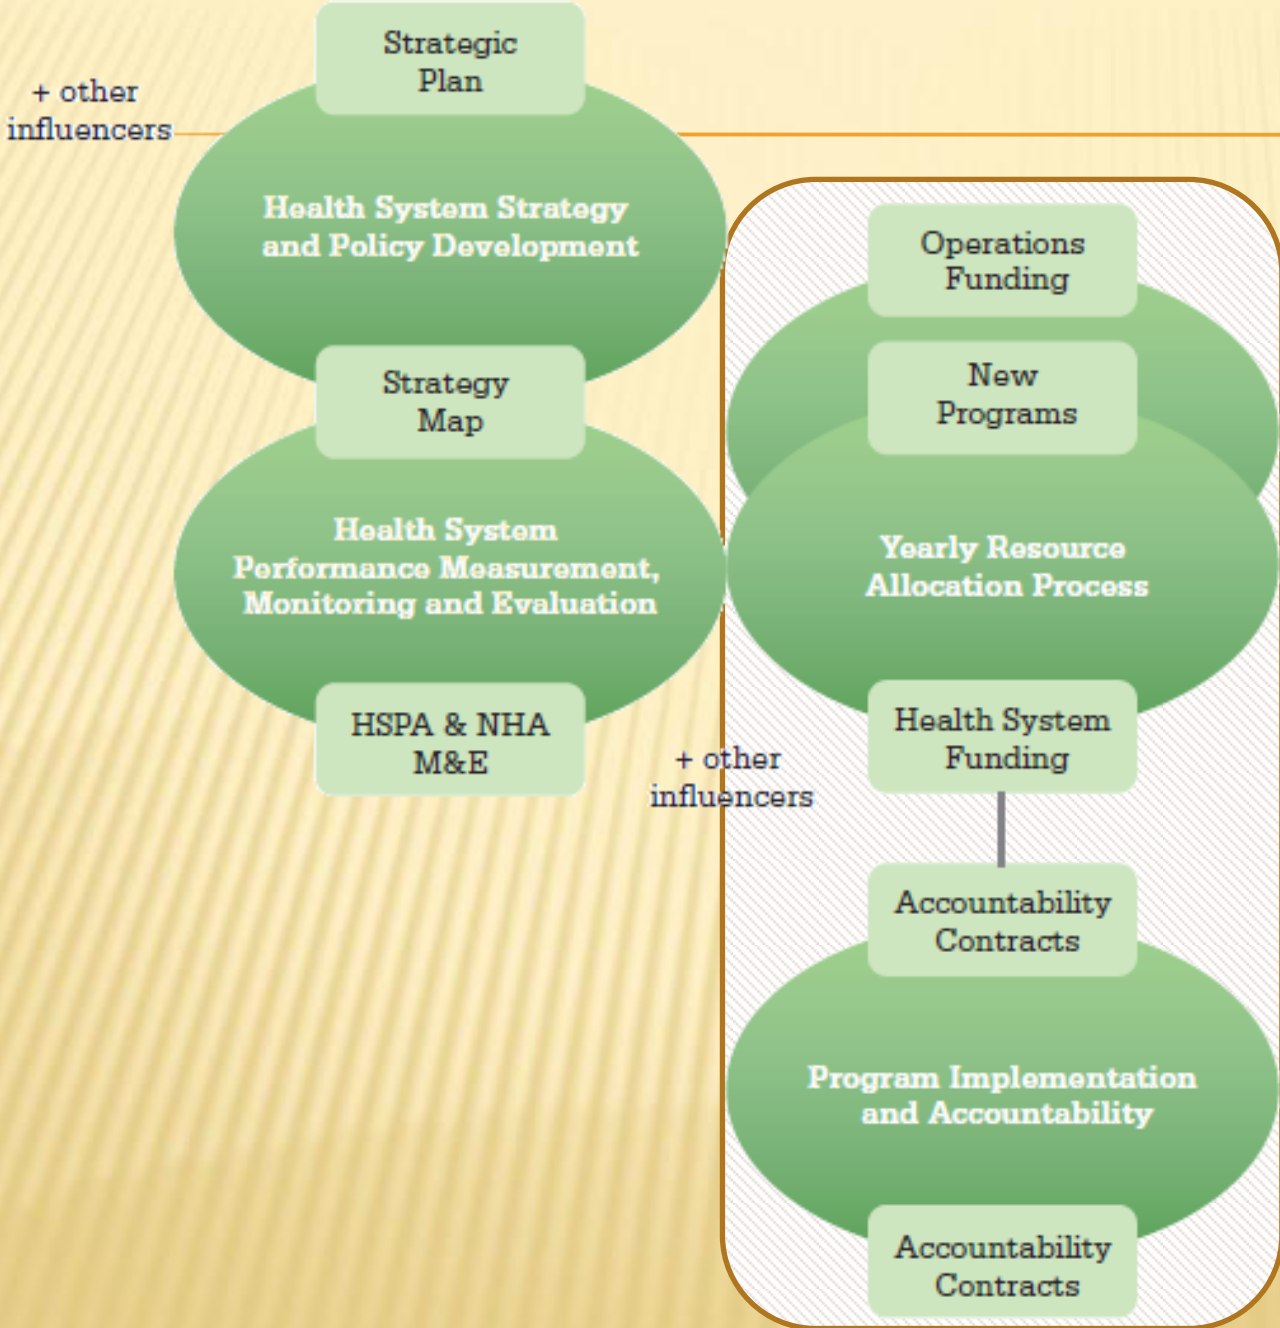 Strategic
Plan
+ other
influencers
Health System Strategy
and Policy Development
Strategy
Map
Health System
Performance Measurement,
Monitoring and Evaluation
HSPA & NHA
M&E
+ other
influencers
Operations
Funding
New
Programs
Yearly Resource
Allocation Process
Health System
Funding
Accountability
Contracts
Program Implementation
and Accountability
Accountability
Contracts